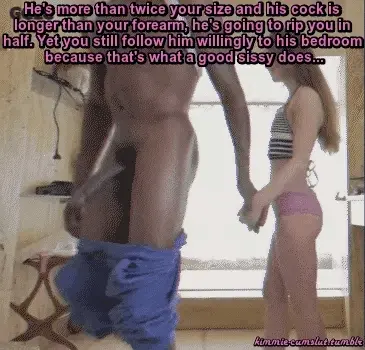 He's more than twice your size and his cock is
longer than your forearm, he's going to rip you in
half. Yet you still follow him willingly to his bedroom
because that's what a good sissy does...
kimmie-cumslut.tumblr